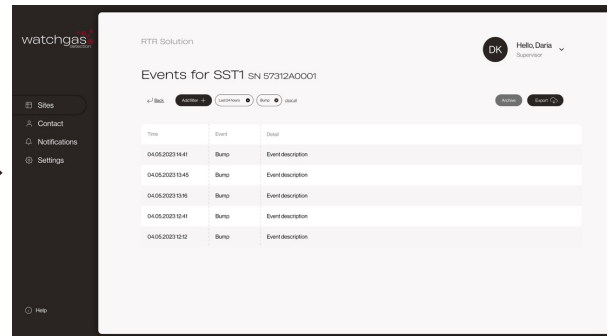 watchgas
DETECTION
Sites
Contact
Notifications
Settings
Help
RTR Solution
DK
Hello, Daria
Supervisor
Events for SST1 SN 57312A0001
Back
Add filter +
Last 24 hours
Bump
clear all
Archive
Export
Time Event Detail
04.05.2023 14:41 Bump Event description
04.05.2023 13:45 Bump Event description
04.05.2023 13:16 Bump Event description
04.05.2023 12:41 Bump Event description
04.05.2023 12:12 Bump Event description